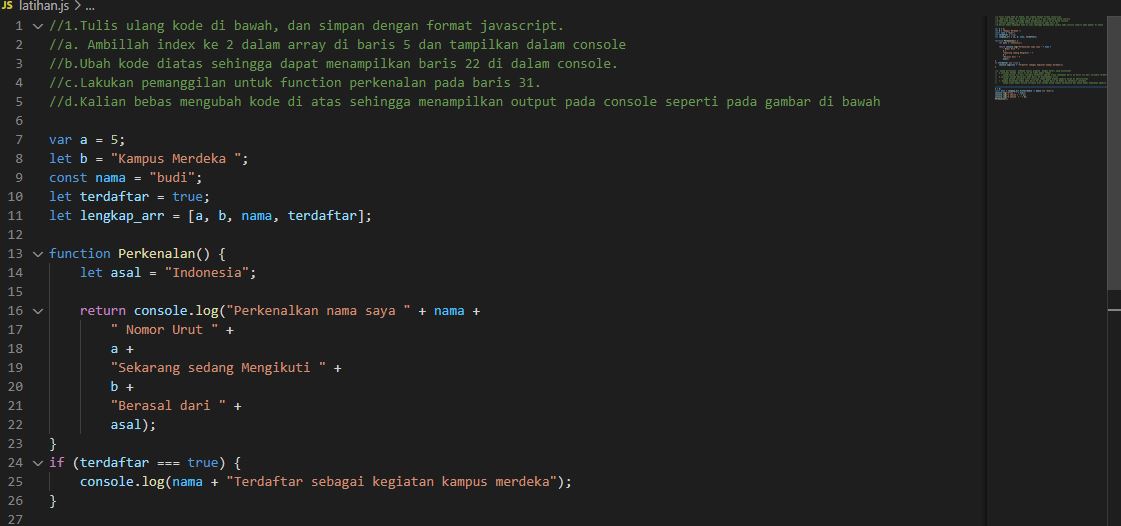 JS latihan.js > ...
1 //1.Tulis ulang kode di bawah, dan simpan dengan format javascript.
2 //a. Ambillah index ke 2 dalam array di baris 5 dan tampilkan dalam console
3 //b.Ubah kode diatas sehingga dapat menampilkan baris 22 di dalam console.
4 //c.Lakukan pemanggilan untuk function perkenalan pada baris 31.
5 //d.Kalian bebas mengubah kode di atas sehingga menampilkan output pada console seperti pada gambar di bawah
6
7 var a = 5;
8 let b = "Kampus Merdeka ";
9 const nama = "budi";
10 let terdaftar = true;
11 let lengkap_arr = [a, b, nama, terdaftar];
12
13 function Perkenalan() {
14     let asal = "Indonesia";
15
16     return console.log("Perkenalkan nama saya " + nama +
17         " Nomor Urut " +
18         a +
19         "Sekarang sedang Mengikuti " +
20         b +
21         "Berasal dari " +
22         asal);
23 }
24 if (terdaftar === true) {
25     console.log(nama + "Terdaftar sebagai kegiatan kampus merdeka");
26 }
27